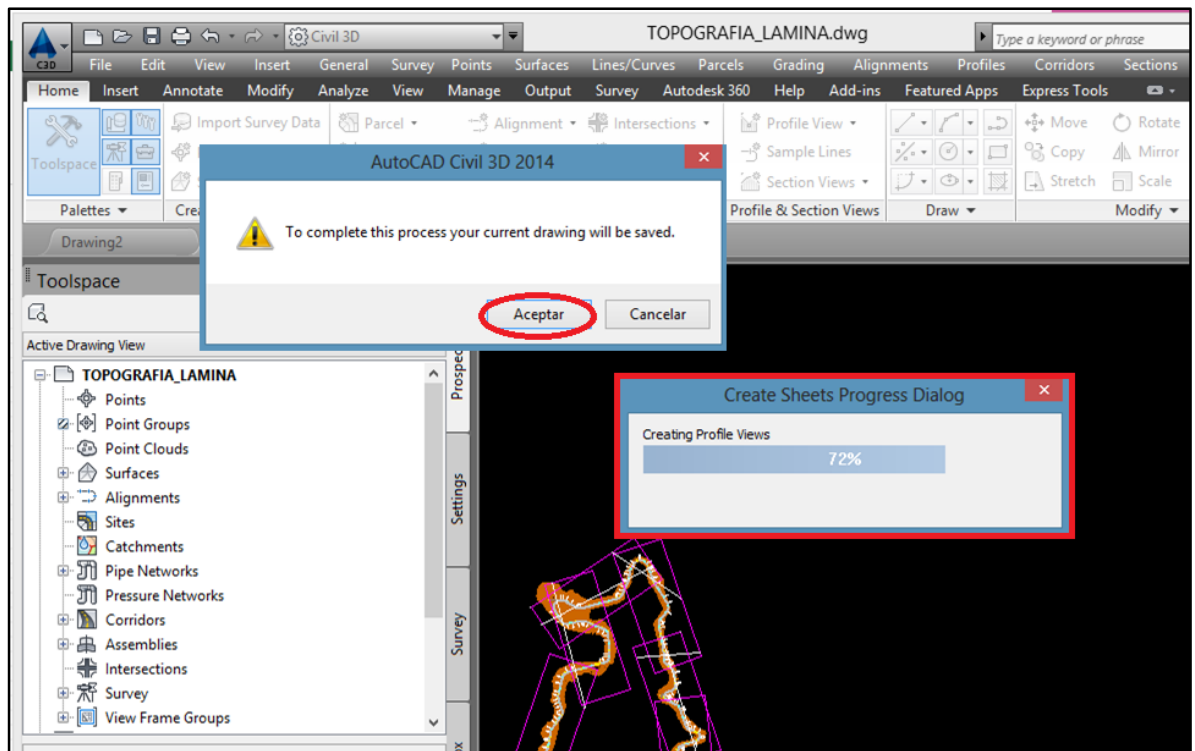 TOPOGRAFIA_LAMINA.dwg
Civil 3D
Type a keyword or phrase
C3D File Edit View Insert General Survey Points Surfaces Lines/Curves Parcels Grading Alignments Profiles Corridors Sections
Home Insert Annotate Modify Analyze View Manage Output Survey Autodesk 360 Help Add-ins Featured Apps Express Tools
Toolspace
Import Survey Data
Parcel
Alignment
Intersections
Profile View
Sample Lines
Section Views
Move
Rotate
Copy
Mirror
Stretch
Scale
Palettes
Profile & Section Views
Draw
Modify
Drawing2
AutoCAD Civil 3D 2014
To complete this process your current drawing will be saved.
Aceptar Cancelar
Toolspace
Active Drawing View
TOPOGRAFIA_LAMINA
Points
Point Groups
Point Clouds
Surfaces
Alignments
Sites
Catchments
Pipe Networks
Pressure Networks
Corridors
Assemblies
Intersections
Survey
View Frame Groups
Settings
Survey
Create Sheets Progress Dialog
Creating Profile Views
72%